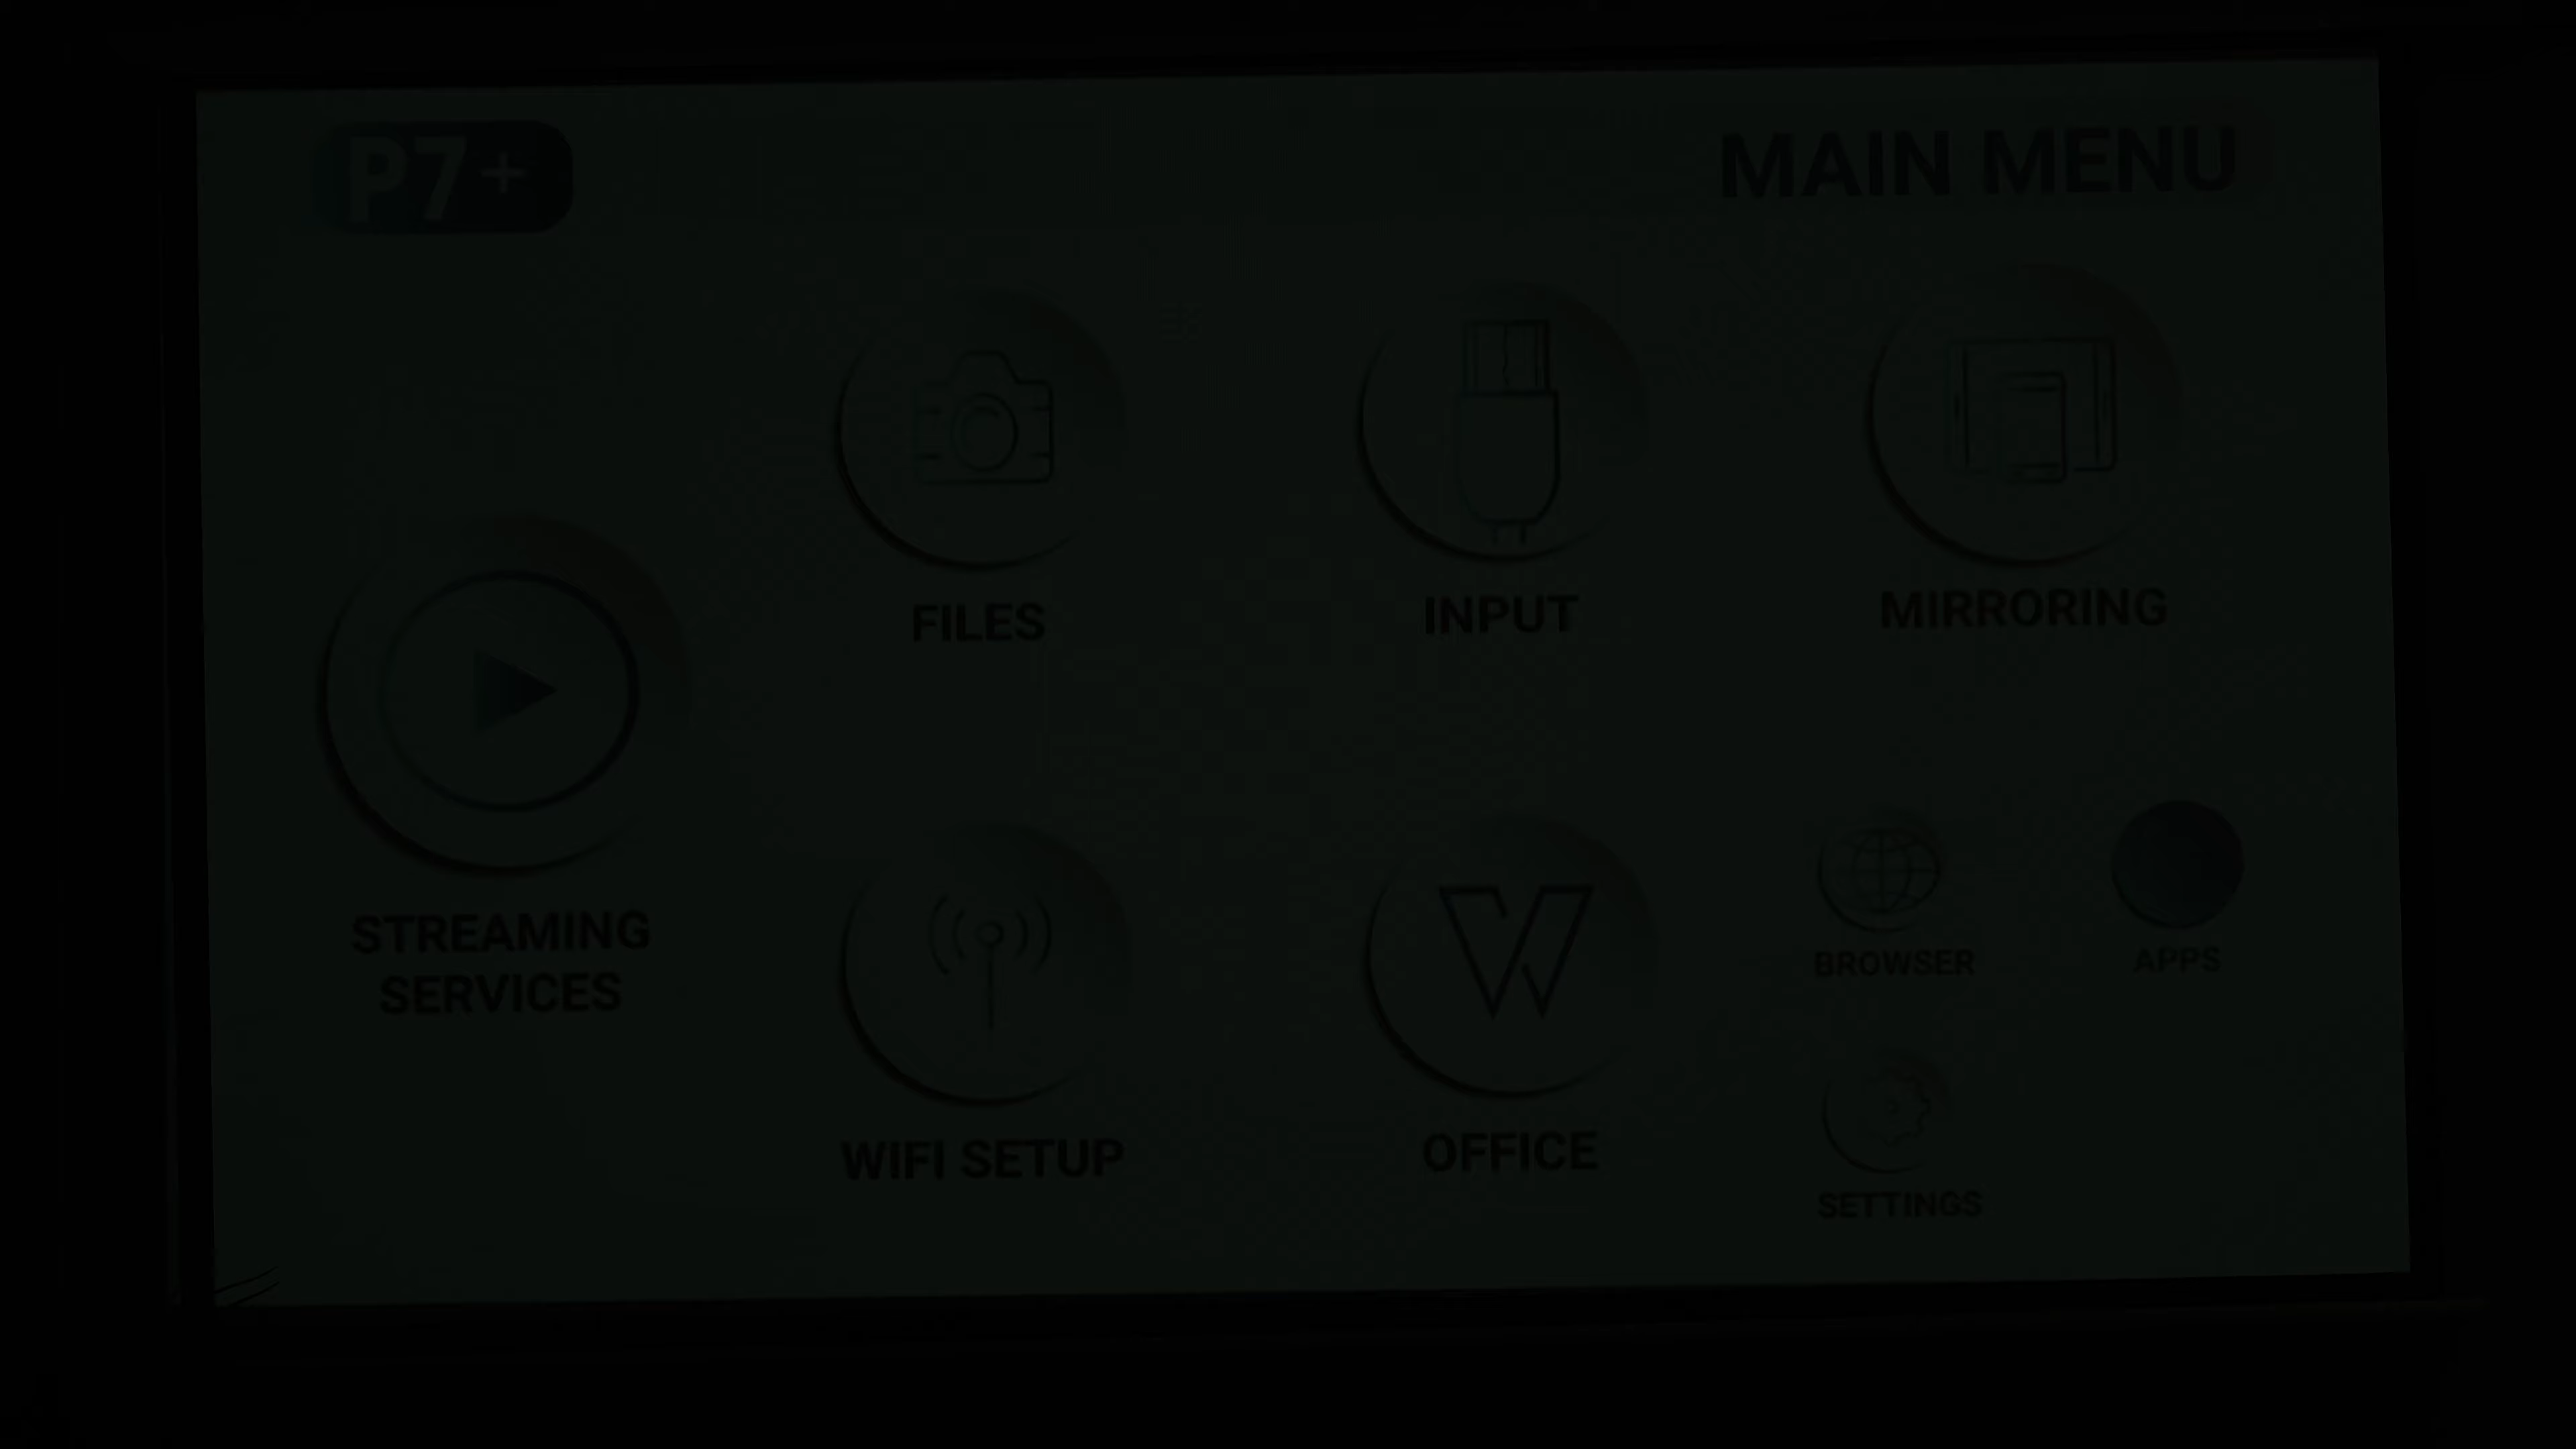 P7+
MAIN MENU
FILES
INPUT
MIRRORING
STREAMING
SERVICES
BROWSER
APPS
WIFI SETUP
OFFICE
SETTINGS